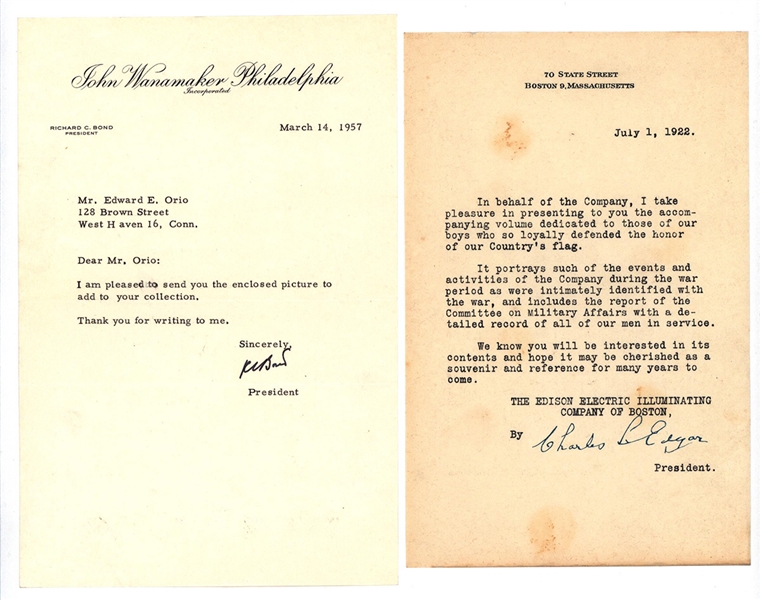 John Wanamaker Philadelphia
Incorporated
RICHARD C. BOND
PRESIDENT
March 14, 1957
Mr. Edward E. Orio
128 Brown Street
West H aven 16, Conn.
Dear Mr. Orio:
I am pleased to send you the enclosed picture to
add to your collection.
Thank you for writing to me.
Sincerely,
RCBond
President
70 STATE STREET
BOSTON 9, MASSACHUSETTS
July 1, 1922.
In behalf of the Company, I take
pleasure in presenting to you the accom-
panying volume dedicated to those of our
boys who so loyally defended the honor
of our Country's flag.
It portrays such of the events and
activities of the Company during the war
period as were intimately identified with
the war, and includes the report of the
Committee on Military Affairs with a de-
tailed record of all of our men in service.
We know you will be interested in its
contents and hope it may be cherished as a
souvenir and reference for many years to
come.
THE EDISON ELECTRIC ILLUMINATING
COMPANY OF BOSTON,
By Charles L Edgar
President.